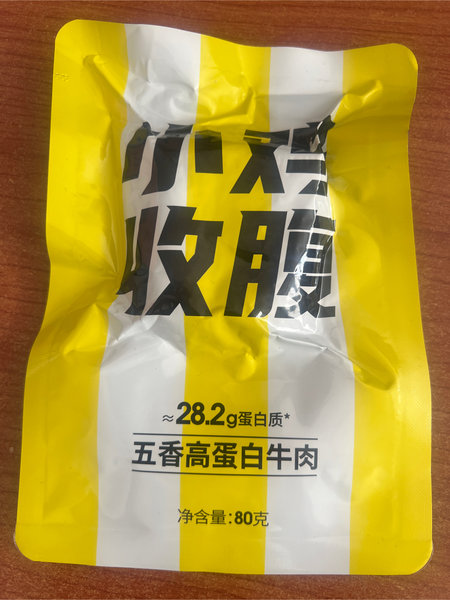 小鸡
收腹
≈28.2g蛋白质*
五香高蛋白牛肉
净含量:80克